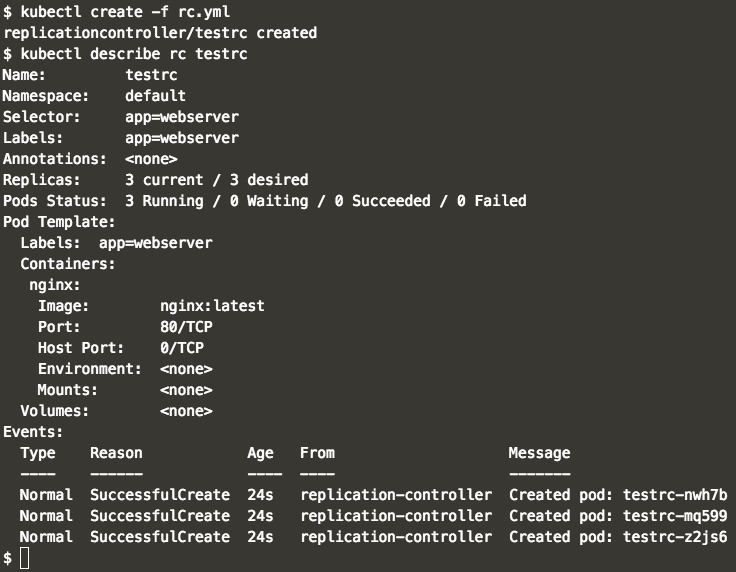 $ kubectl create -f rc.yml
replicationcontroller/testrc created
$ kubectl describe rc testrc
Name:         testrc
Namespace:    default
Selector:     app=webserver
Labels:       app=webserver
Annotations:  <none>
Replicas:     3 current / 3 desired
Pods Status:  3 Running / 0 Waiting / 0 Succeeded / 0 Failed
Pod Template:
  Labels:  app=webserver
  Containers:
   nginx:
    Image:        nginx:latest
    Port:         80/TCP
    Host Port:    0/TCP
    Environment:  <none>
    Mounts:       <none>
  Volumes:        <none>
Events:
  Type    Reason            Age   From                    Message
  ----    ------            ----  ----                    -------
  Normal  SuccessfulCreate  24s   replication-controller  Created pod: testrc-nwh7b
  Normal  SuccessfulCreate  24s   replication-controller  Created pod: testrc-mq599
  Normal  SuccessfulCreate  24s   replication-controller  Created pod: testrc-z2js6
$